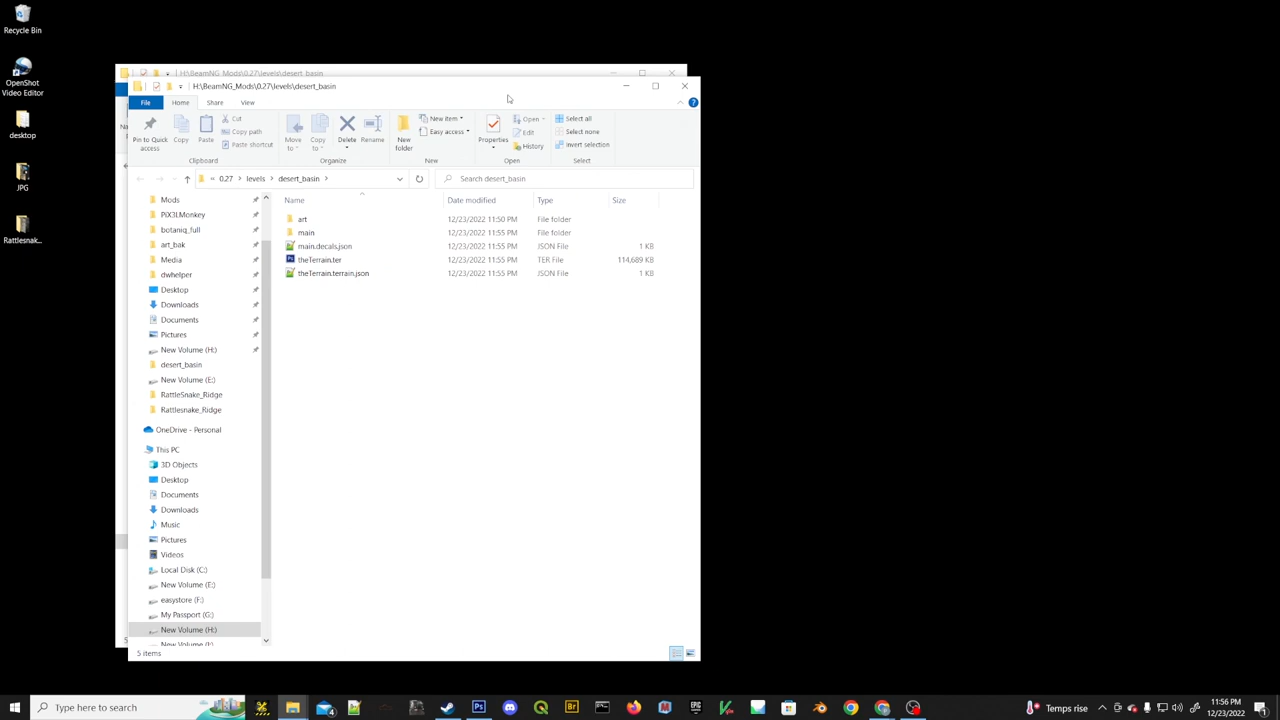 Recycle Bin
OpenShot
Video Editor
desktop
JPG
Rattlesnak...
H:\BeamNG_Mods\0.27\levels\desert_basin
H:\BeamNG_Mods\0.27\levels\desert_basin
File
Home
Share
View
Pin to Quick
access
Copy
Paste
Cut
Copy path
Paste shortcut
Move
to
Copy
to
Delete
Rename
New
folder
New item
Easy access
Properties
Open
Edit
History
Select all
Select none
Invert selection
Clipboard
Organize
New
Open
Select
« 0.27 > levels > desert_basin >
Search desert_basin
Name
Date modified
Type
Size
art 12/23/2022 11:50 PM File folder
main 12/23/2022 11:55 PM File folder
main.decals.json 12/23/2022 11:55 PM JSON File 1 KB
theTerrain.ter 12/23/2022 11:55 PM TER File 114,689 KB
theTerrain.terrain.json 12/23/2022 11:55 PM JSON File 1 KB
Mods
PiX3LMonkey
botaniq_full
art_bak
Media
dwhelper
Desktop
Downloads
Documents
Pictures
New Volume (H:)
desert_basin
New Volume (E:)
RattleSnake_Ridge
Rattlesnake_Ridge
OneDrive - Personal
This PC
3D Objects
Desktop
Documents
Downloads
Music
Pictures
Videos
Local Disk (C:)
New Volume (E:)
easystore (F:)
My Passport (G:)
New Volume (H:)
5 items
Type here to search
4
Ps
Br
EPIC
Temps rise
11:56 PM
12/23/2022
1